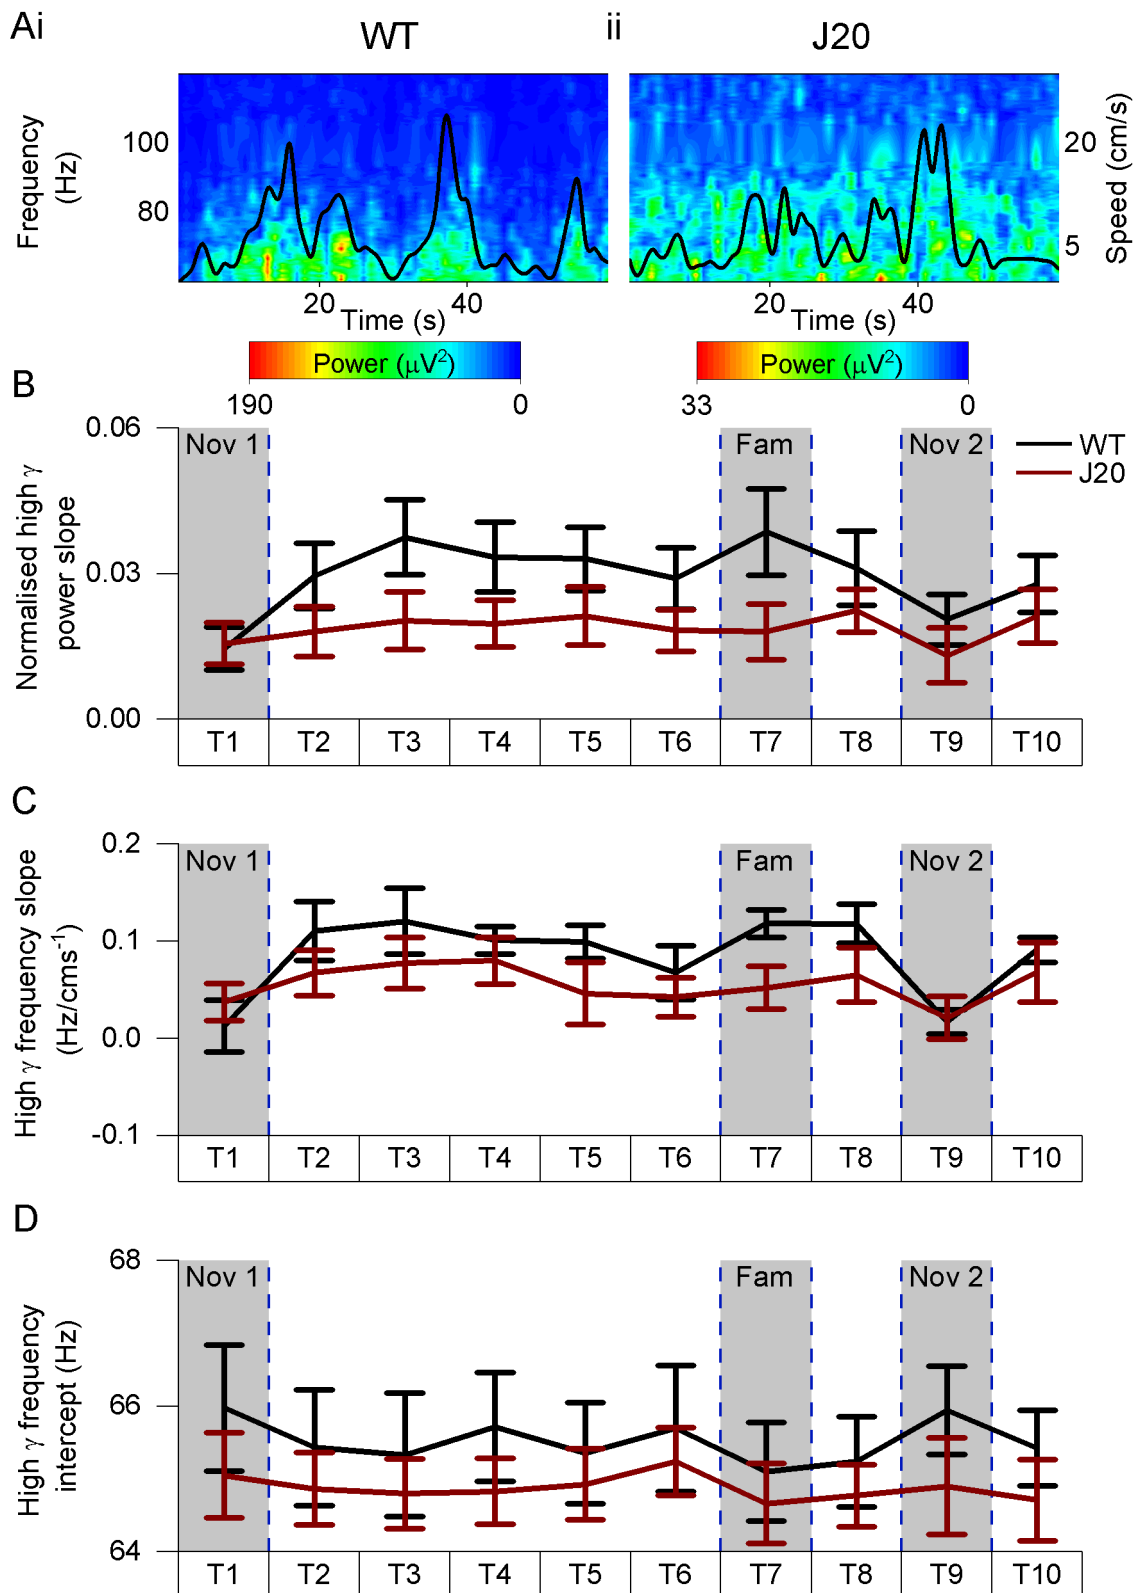 Ai WT ii J20
Frequency
(Hz)
100
80
20
5
Speed (cm/s)
20 40 20 40
Time (s) Time (s)
Power (μV²) Power (μV²)
190 0 33 0
B
Normalised high γ
power slope
0.06
0.03
0.00
Nov 1 Fam Nov 2
WT
J20
T1 T2 T3 T4 T5 T6 T7 T8 T9 T10
C
High γ frequency slope
(Hz/cms⁻¹)
0.2
0.1
0.0
-0.1
Nov 1 Fam Nov 2
T1 T2 T3 T4 T5 T6 T7 T8 T9 T10
D
High γ frequency
intercept (Hz)
68
66
64
Nov 1 Fam Nov 2
T1 T2 T3 T4 T5 T6 T7 T8 T9 T10